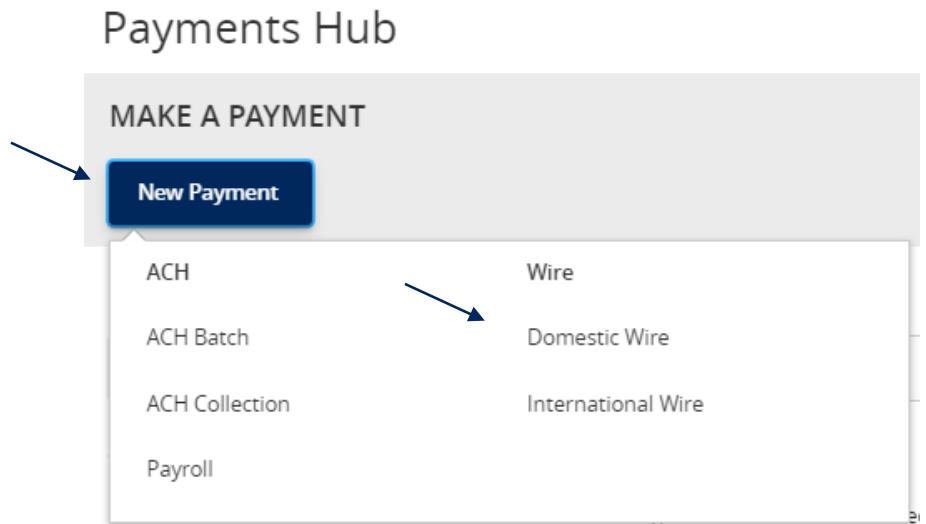 Payments Hub
MAKE A PAYMENT
New Payment
ACH
ACH Batch
ACH Collection
Payroll
Wire
Domestic Wire
International Wire